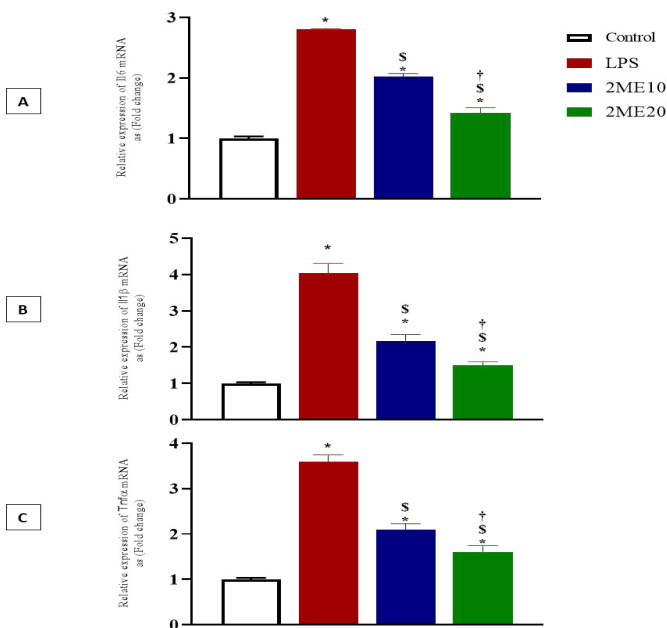 A
Relative expression of Il6 mRNA
as (Fold change)
3
2
1
0
*
$
*
†
$
*
Control
LPS
2ME10
2ME20
B
Relative expression of Il1β mRNA
as (Fold change)
5
4
3
2
1
0
*
$
*
†
$
*
C
Relative expression of Tnfα mRNA
as (Fold change)
4
3
2
1
0
*
$
*
†
$
*